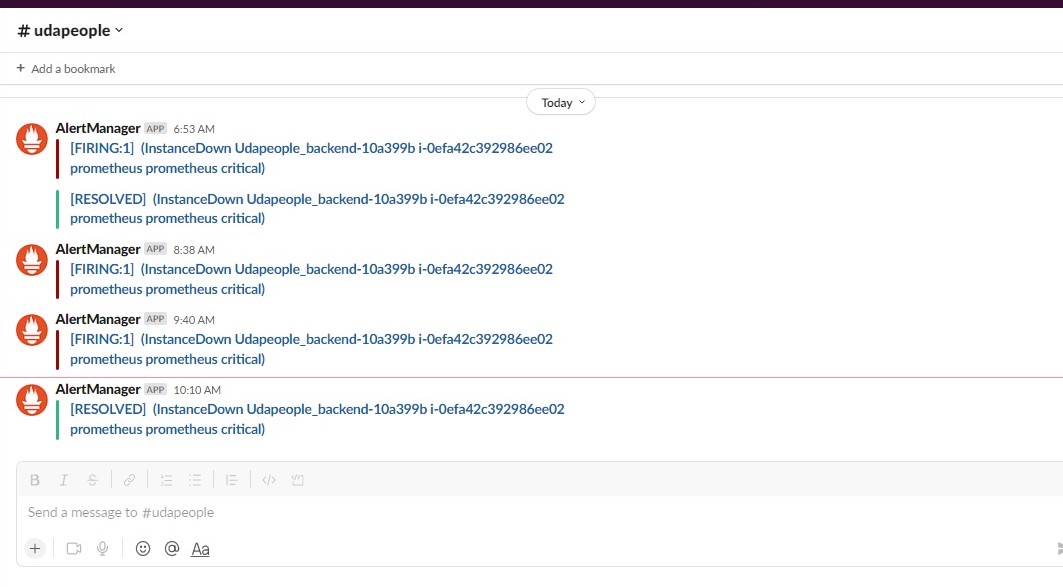 # udapeople
+ Add a bookmark
Today
AlertManager APP 6:53 AM
[FIRING:1] (InstanceDown Udapeople_backend-10a399b i-0efa42c392986ee02
prometheus prometheus critical)
[RESOLVED] (InstanceDown Udapeople_backend-10a399b i-0efa42c392986ee02
prometheus prometheus critical)
AlertManager APP 8:38 AM
[FIRING:1] (InstanceDown Udapeople_backend-10a399b i-0efa42c392986ee02
prometheus prometheus critical)
AlertManager APP 9:40 AM
[FIRING:1] (InstanceDown Udapeople_backend-10a399b i-0efa42c392986ee02
prometheus prometheus critical)
AlertManager APP 10:10 AM
[RESOLVED] (InstanceDown Udapeople_backend-10a399b i-0efa42c392986ee02
prometheus prometheus critical)
B I S </>
Send a message to #udapeople
+ @ Aa